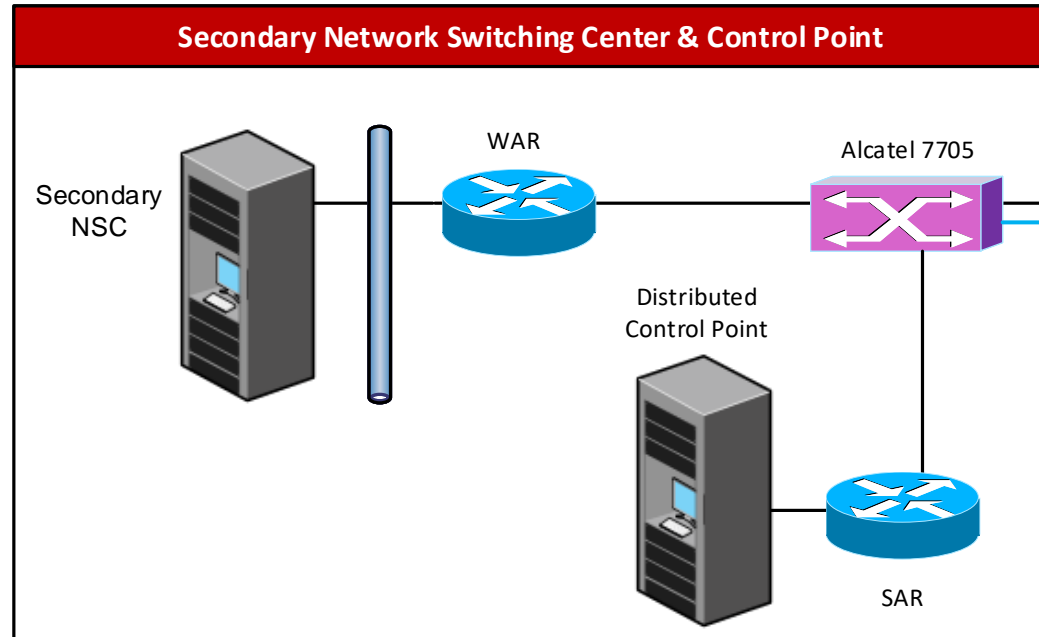 Secondary Network Switching Center & Control Point
WAR
Alcatel 7705
Secondary
NSC
Distributed
Control Point
SAR